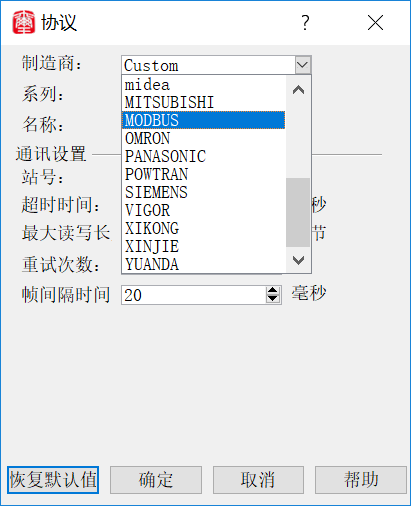 协议
制造商: Custom
midea
系列: MITSUBISHI
MODBUS
名称: OMRON
PANASONIC
通讯设置
POWTRAN
站号:
SIEMENS
超时时间: VIGOR 秒
XIKONG
最大读写长 节
XINJIE
重试次数: YUANDA
帧间隔时间 20 毫秒
恢复默认值 确定 取消 帮助